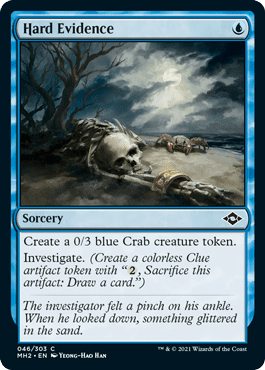 Hard Evidence
Sorcery
Create a 0/3 blue Crab creature token.
Investigate. (Create a colorless Clue
artifact token with “2, Sacrifice this
artifact: Draw a card.”)
The investigator felt a pinch on his ankle.
When he looked down, something glittered
in the sand.
046/303 C
MH2 • EN Yeong-Hao Han
™ & © 2021 Wizards of the Coast